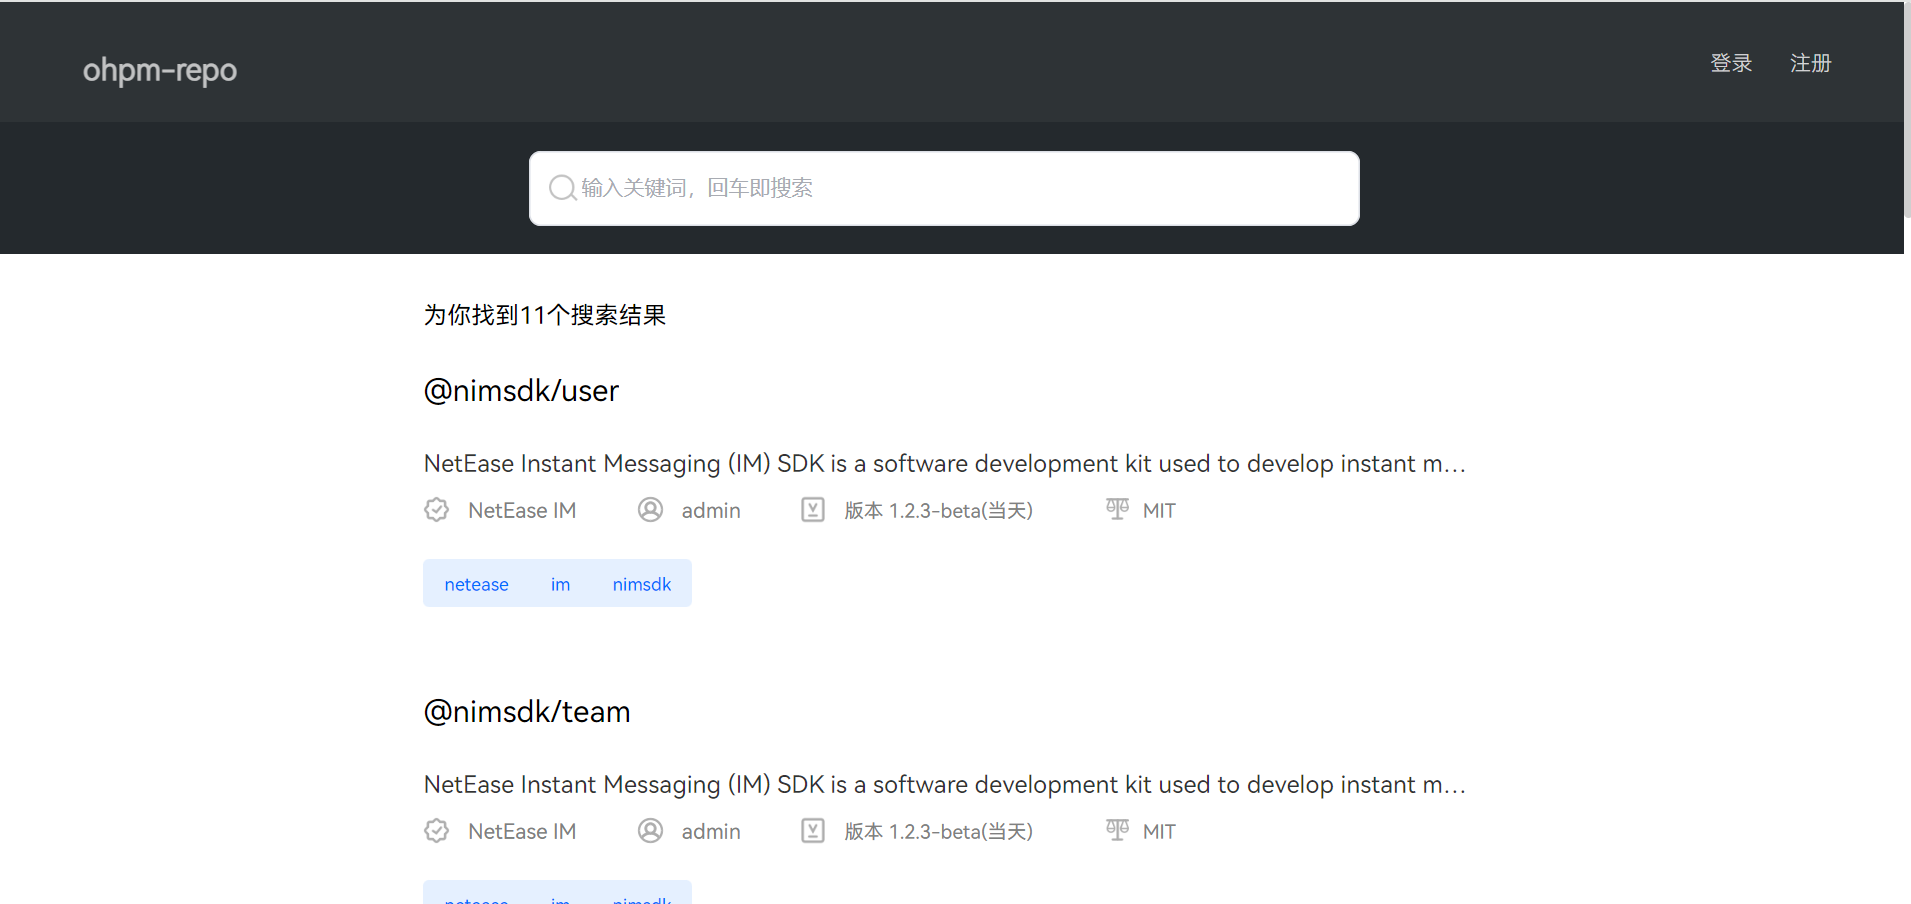 ohpm-repo
登录 注册
输入关键词，回车即搜索
为你找到11个搜索结果
@nimsdk/user
NetEase Instant Messaging (IM) SDK is a software development kit used to develop instant m...
NetEase IM admin 版本 1.2.3-beta(当天) MIT
netease im nimsdk
@nimsdk/team
NetEase Instant Messaging (IM) SDK is a software development kit used to develop instant m...
NetEase IM admin 版本 1.2.3-beta(当天) MIT
netease im nimsdk